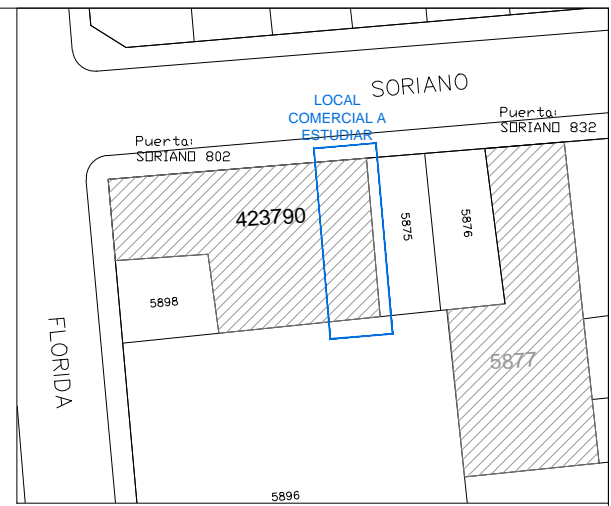 SORIANO
LOCAL
COMERCIAL A
ESTUDIAR
Puerta:
SORIANO 832
Puerta:
SORIANO 802
423790
5875
5876
5898
FLORIDA
5877
5896